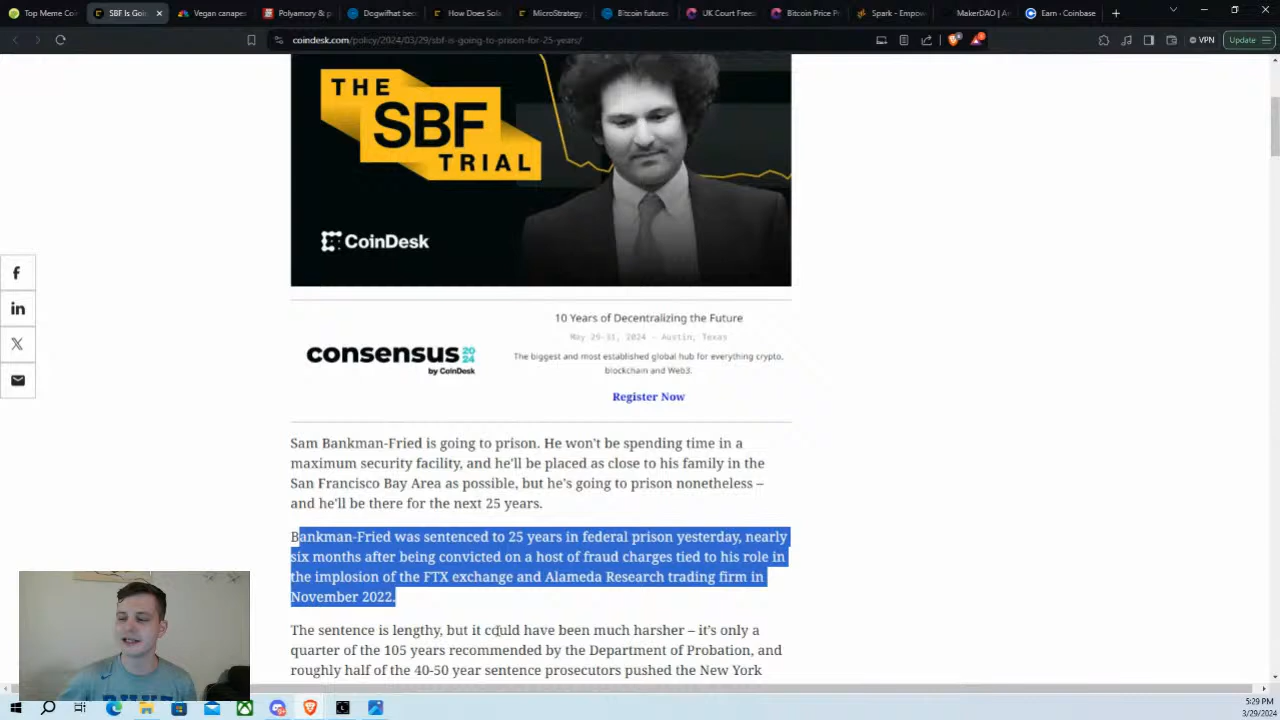 Top Meme Coin
SBF Is Goin
Vegan canapes
Polyamory & p
Dogwifhat bec
How Does Sola
MicroStrategy
Bitcoin futures
UK Court Free
Bitcoin Price P
Spark - Empow
MakerDAO | An
Earn - Coinbase
coindesk.com/policy/2024/03/29/sbf-is-going-to-prison-for-25-years/
VPN
Update
THE
SBF
TRIAL
CoinDesk
10 Years of Decentralizing the Future
May 29-31, 2024 - Austin, Texas
consensus 2024
by CoinDesk
The biggest and most established global hub for everything crypto,
blockchain and Web3.
Register Now
Sam Bankman-Fried is going to prison. He won't be spending time in a
maximum security facility, and he'll be placed as close to his family in the
San Francisco Bay Area as possible, but he's going to prison nonetheless –
and he'll be there for the next 25 years.
Bankman-Fried was sentenced to 25 years in federal prison yesterday, nearly
six months after being convicted on a host of fraud charges tied to his role in
the implosion of the FTX exchange and Alameda Research trading firm in
November 2022.
The sentence is lengthy, but it could have been much harsher – it's only a
quarter of the 105 years recommended by the Department of Probation, and
roughly half of the 40-50 year sentence prosecutors pushed the New York
5:29 PM
3/29/2024